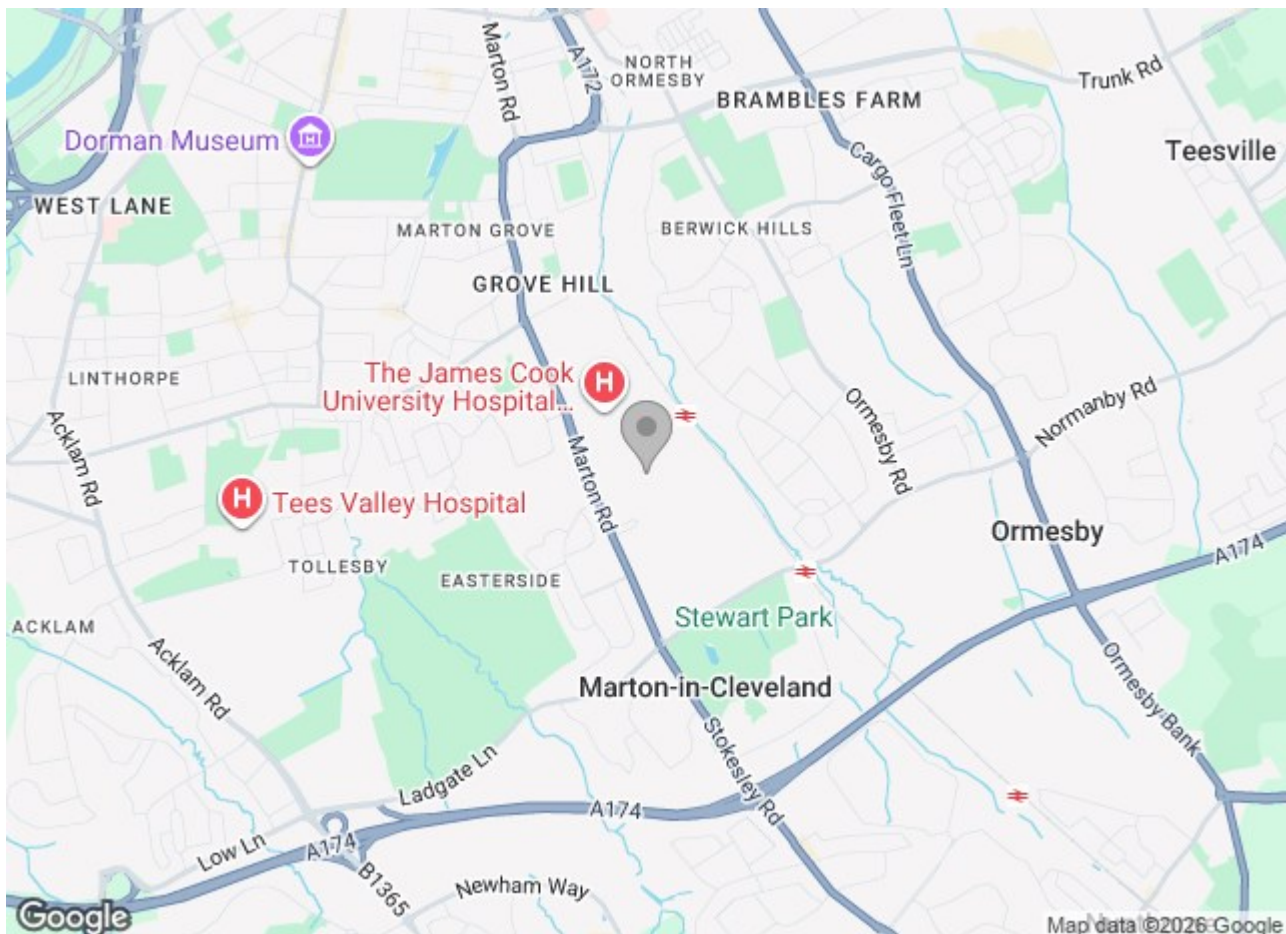 Marton Rd
A172
NORTH
ORMESBY
Trunk Rd
BRAMBLES FARM
Dorman Museum
Teesville
Cargo Fleet Ln
WEST LANE
MARTON GROVE
BERWICK HILLS
GROVE HILL
The James Cook
University Hospital...
LINTHORPE
Normanby Rd
Ormesby Rd
Acklam Rd
Marton Rd
Tees Valley Hospital
Ormesby
A174
TOLLESBY
EASTERSIDE
Stewart Park
ACKLAM
Acklam Rd
Marton-in-Cleveland
Ormesby Bank
Stokesley Rd
Ladgate Ln
A174
Low Ln
A174
B1365
Newham Way
Google
Map data ©2026 Google